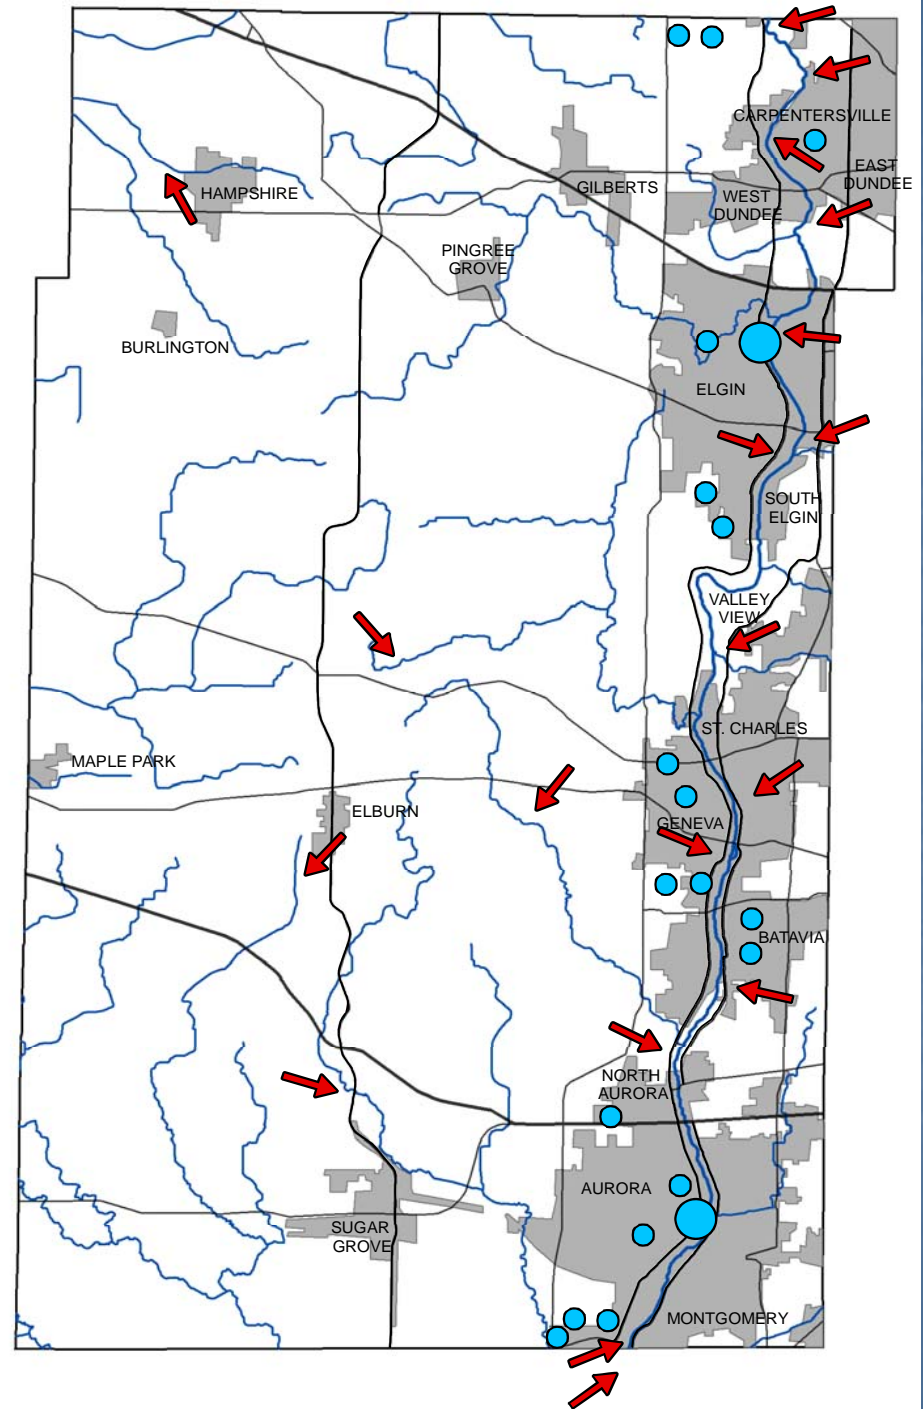 CARPENTERSVILLE
EAST
DUNDEE
HAMPSHIRE
GILBERTS
WEST
DUNDEE
PINGREE
GROVE
BURLINGTON
ELGIN
SOUTH
ELGIN
VALLEY
VIEW
ST. CHARLES
MAPLE PARK
ELBURN
GENEVA
BATAVIA
NORTH
AURORA
AURORA
SUGAR
GROVE
MONTGOMERY